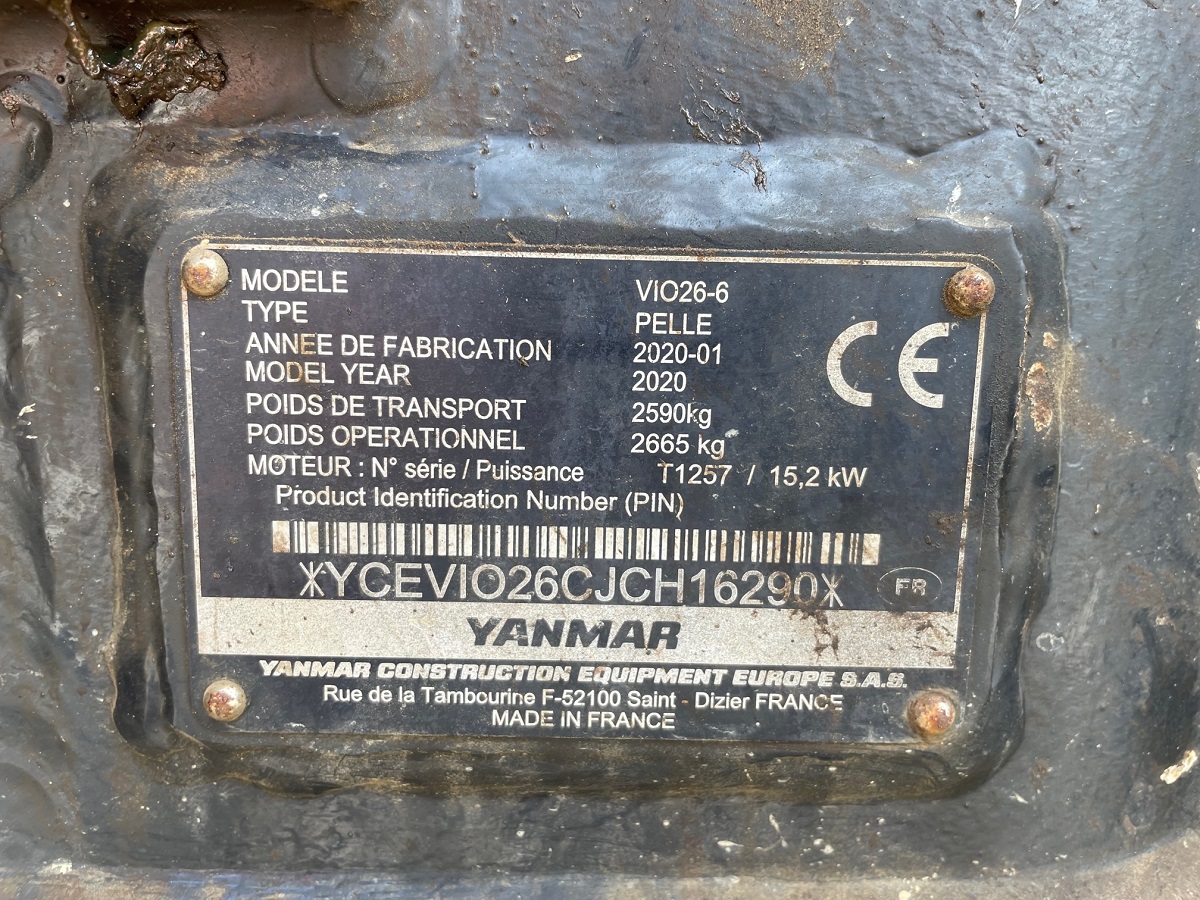 MODELE VIO26-6
TYPE PELLE
ANNEE DE FABRICATION 2020-01
MODEL YEAR 2020
POIDS DE TRANSPORT 2590kg
POIDS OPERATIONNEL 2665 kg
MOTEUR : N° série / Puissance T1257 / 15,2 kW
Product Identification Number (PIN)
*YCEVIO26CJCH16290*
FR
CE
YANMAR
YANMAR CONSTRUCTION EQUIPMENT EUROPE S.A.S.
Rue de la Tambourine F-52100 Saint - Dizier FRANCE
MADE IN FRANCE